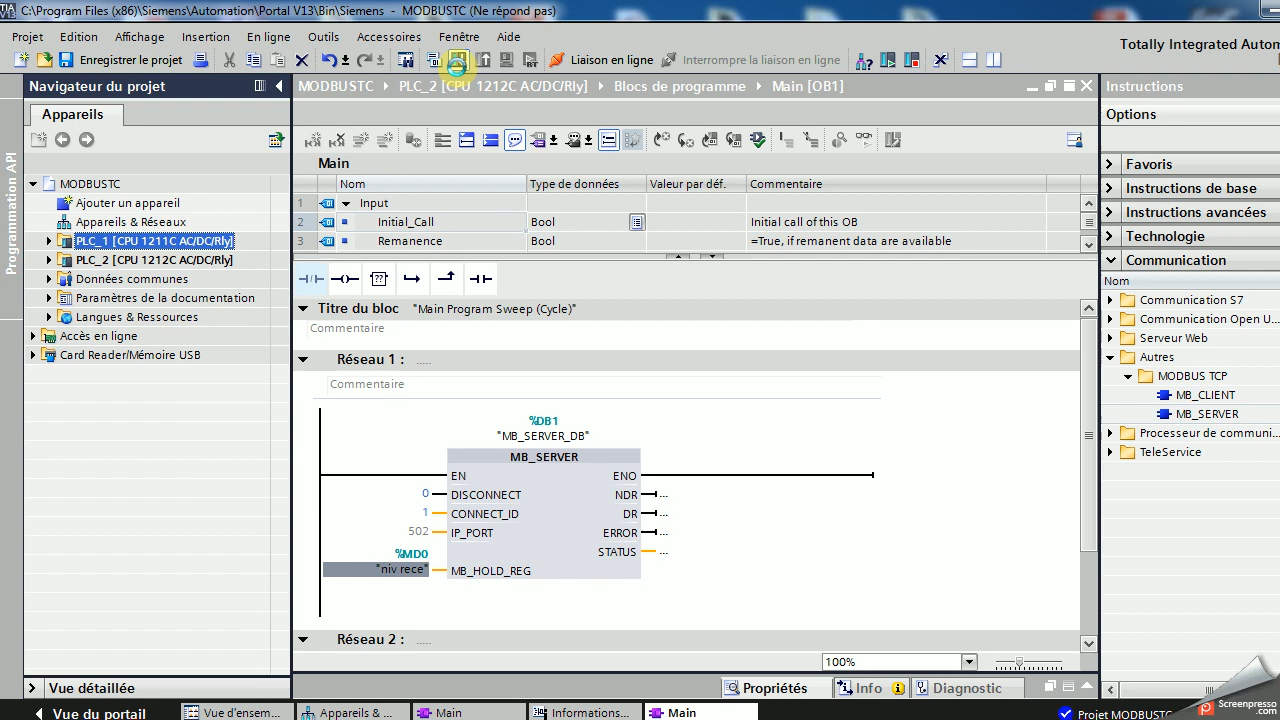 TIA
V13
C:\Program Files (x86)\Siemens\Automation\Portal V13\Bin\Siemens - MODBUSTC (Ne répond pas)
Projet Edition Affichage Insertion En ligne Outils Accessoires Fenêtre Aide
Totally Integrated Autom
Enregistrer le projet
Liaison en ligne
Interrompre la liaison en ligne
Navigateur du projet
MODBUSTC PLC_2 [CPU 1212C AC/DC/Rly] Blocs de programme Main [OB1]
Instructions
Appareils
Options
Programmation API
MODBUSTC
Ajouter un appareil
Appareils & Réseaux
PLC_1 [CPU 1211C AC/DC/Rly]
PLC_2 [CPU 1212C AC/DC/Rly]
Données communes
Paramètres de la documentation
Langues & Ressources
Accès en ligne
Card Reader/Mémoire USB
Main
Nom Type de données Valeur par déf. Commentaire
1 Input
2 Initial_Call Bool Initial call of this OB
3 Remanence Bool =True, if remanent data are available
??
Titre du bloc "Main Program Sweep (Cycle)"
Commentaire
Réseau 1 : .....
Commentaire
%DB1
"MB_SERVER_DB"
MB_SERVER
EN ENO
0 DISCONNECT NDR ...
1 CONNECT_ID DR ...
502 IP_PORT ERROR ...
STATUS ...
%MD0
"niv rece" MB_HOLD_REG
Réseau 2 : .....
100%
Favoris
Instructions de base
Instructions avancées
Technologie
Communication
Nom
Communication S7
Communication Open U...
Serveur Web
Autres
MODBUS TCP
MB_CLIENT
MB_SERVER
Processeur de communi...
TeleService
Propriétés Info Diagnostic
Vue détaillée
Vue du portail
Vue d'ensem...
Appareils & ...
Main
Informations...
Main
Projet MODBUSTC
Screenpresso
.com